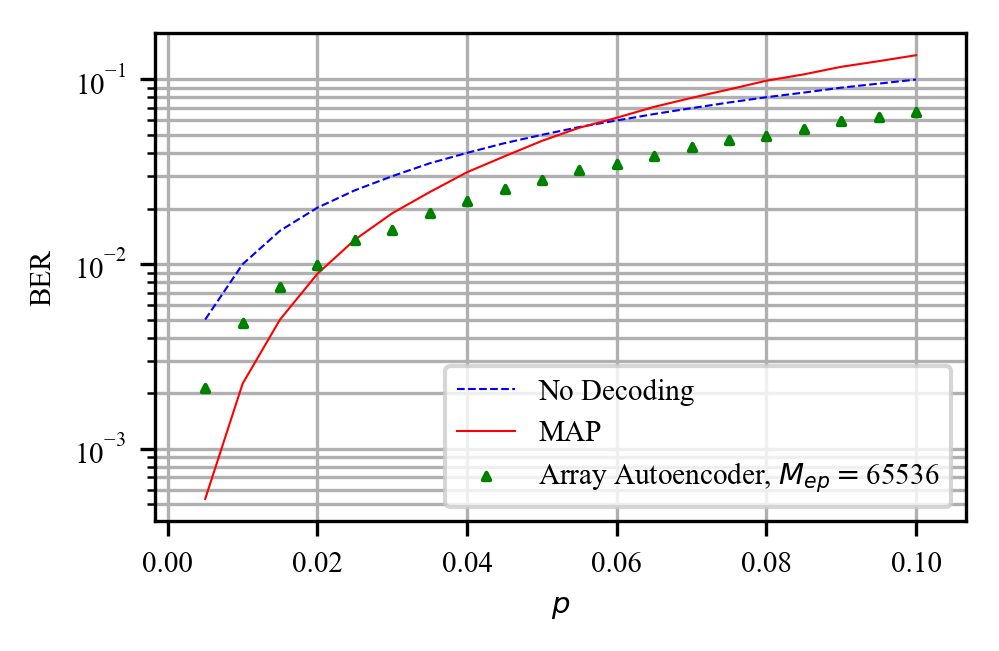 10⁻¹
10⁻²
10⁻³
BER
No Decoding
MAP
Array Autoencoder, Mₑₚ = 65536
0.00 0.02 0.04 0.06 0.08 0.10
p